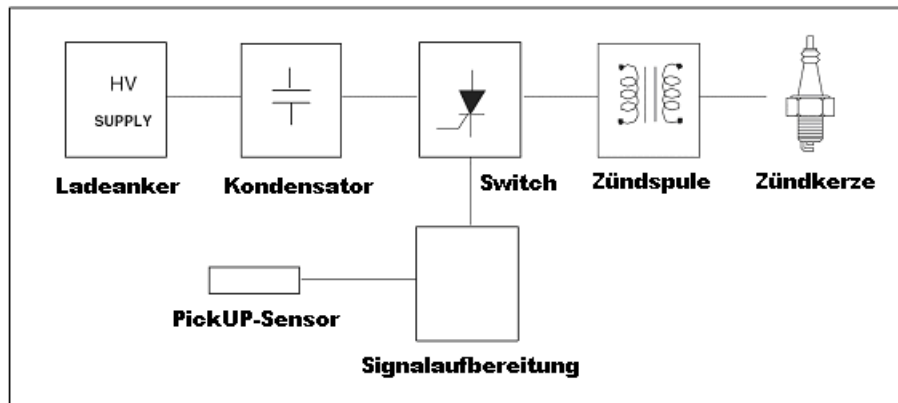 HV
SUPPLY
Ladeanker
Kondensator
Switch
Zündspule
Zündkerze
PickUP-Sensor
Signalaufbereitung